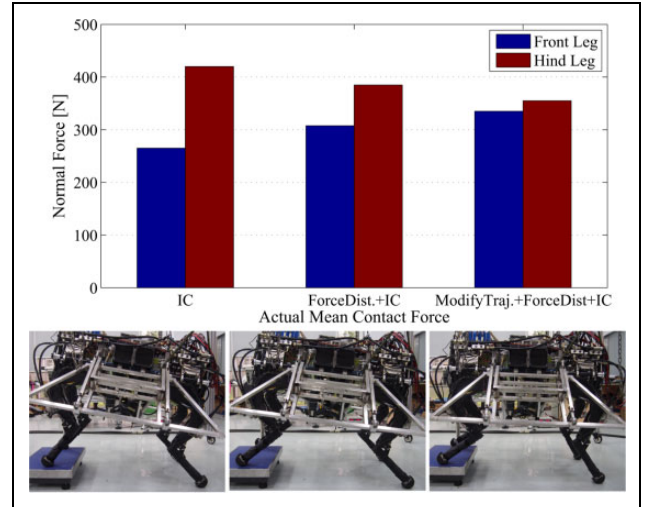 500
400
300
200
100
0
Normal Force [N]
Front Leg
Hind Leg
IC
ForceDist.+IC
ModifyTraj.+ForceDist+IC
Actual Mean Contact Force